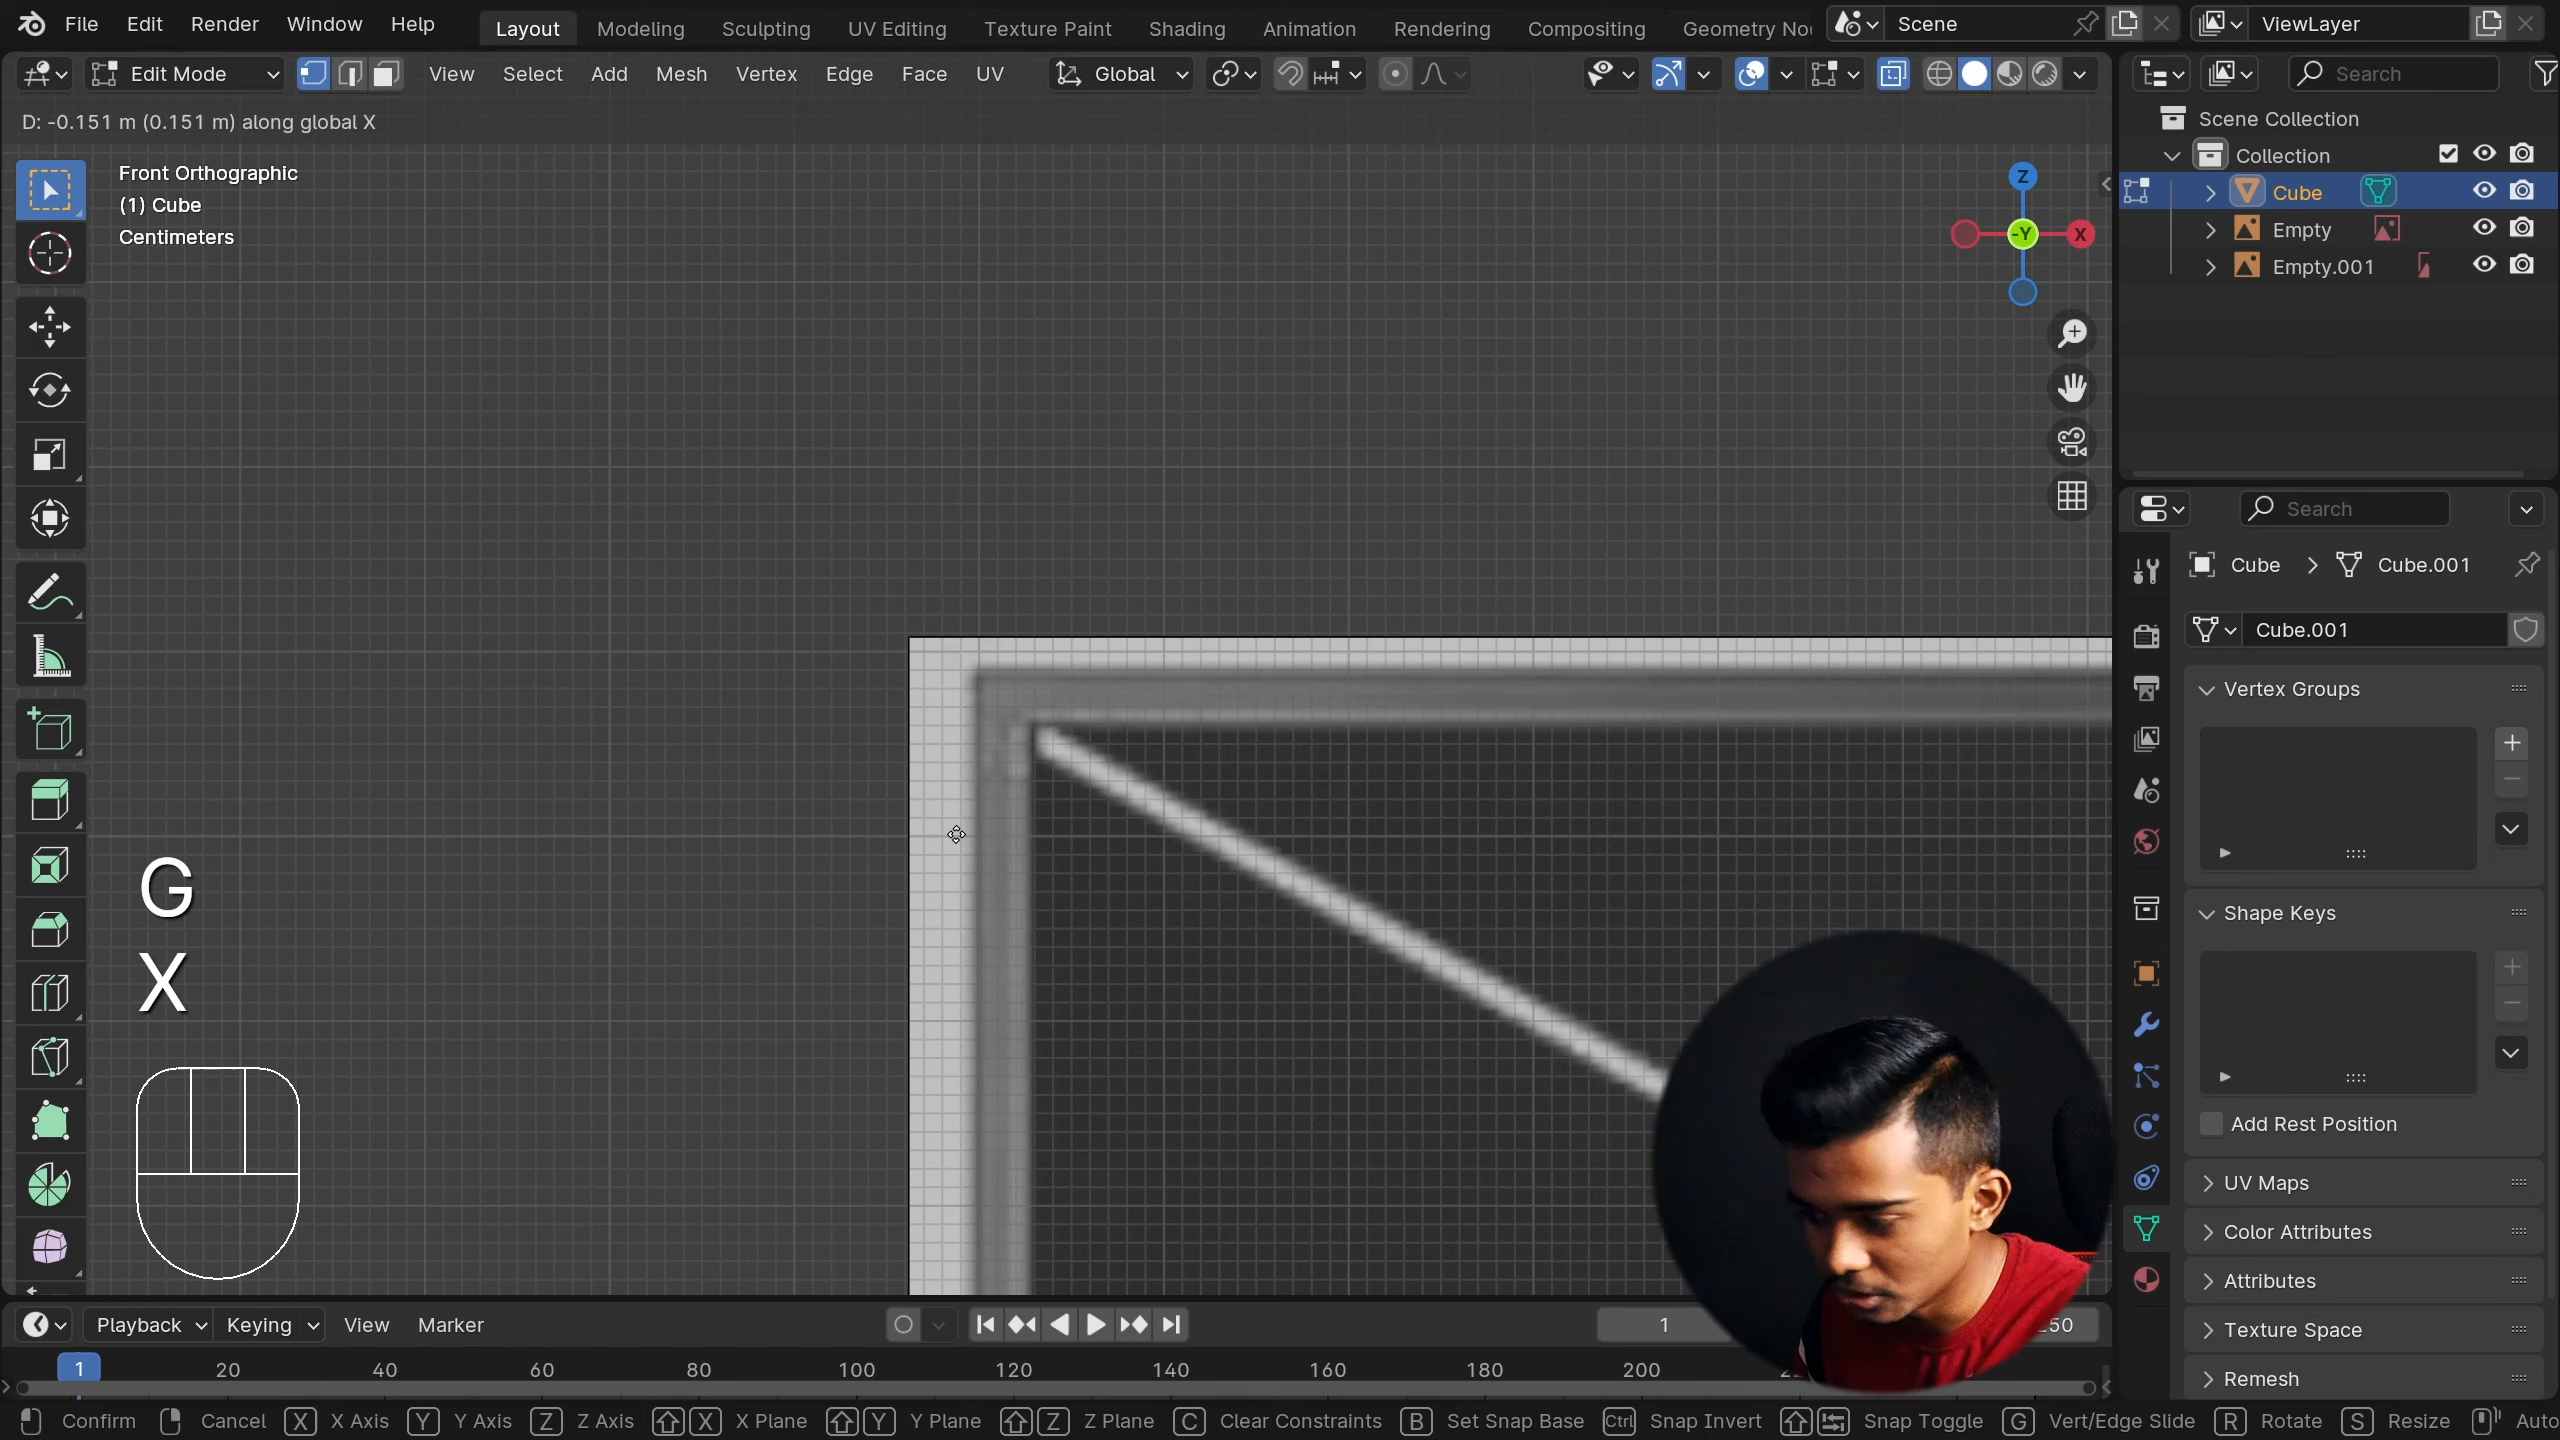 File Edit Render Window Help Layout Modeling Sculpting UV Editing Texture Paint Shading Animation Rendering Compositing Geometry No Scene ViewLayer
Edit Mode View Select Add Mesh Vertex Edge Face UV Global Search
D: -0.151 m (0.151 m) along global X
Scene Collection
Collection
Cube
Empty
Empty.001
Front Orthographic
(1) Cube
Centimeters
Z
-Y X
Search
Cube Cube.001
Cube.001
Vertex Groups
Shape Keys
Add Rest Position
UV Maps
Color Attributes
Attributes
Texture Space
Remesh
G
X
Playback Keying View Marker 1
1 20 40 60 80 100 120 140 160 180 200
Confirm Cancel X X Axis Y Y Axis Z Z Axis X X Plane Y Y Plane Z Z Plane C Clear Constraints B Set Snap Base Ctrl Snap Invert Snap Toggle G Vert/Edge Slide R Rotate S Resize Auto